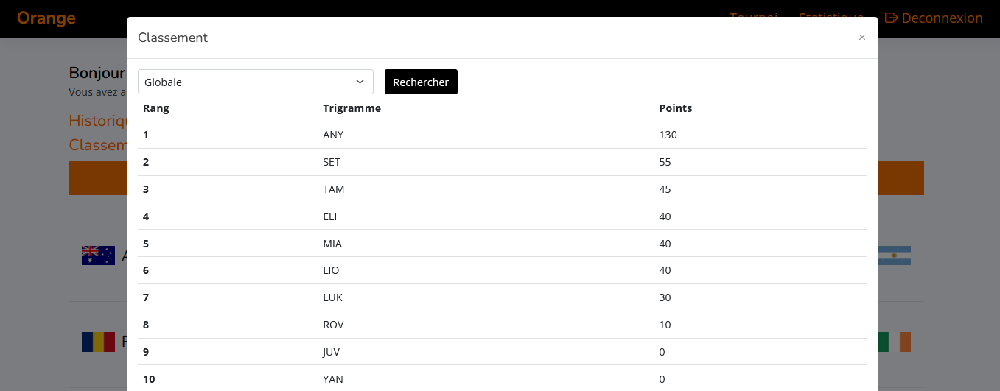 Orange
Tournoi Statistique Deconnexion
Classement ×
Bonjour
Vous avez
Globale Rechercher
Rang Trigramme Points
1 ANY 130
2 SET 55
3 TAM 45
4 ELI 40
5 MIA 40
6 LIO 40
7 LUK 30
8 ROV 10
9 JUV 0
10 YAN 0